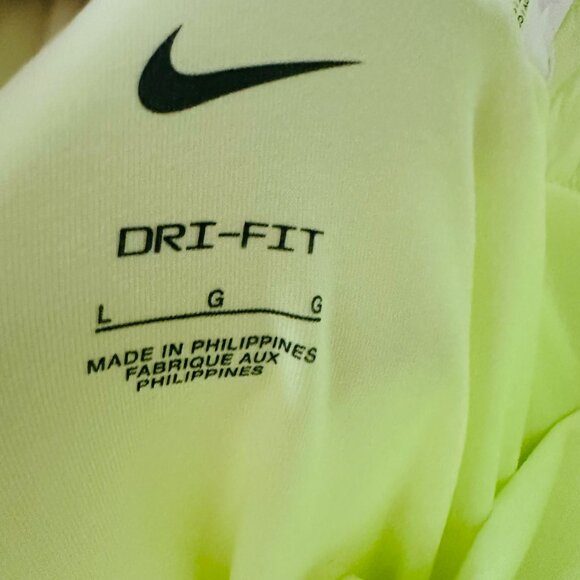 DRI-FIT
L G G
MADE IN PHILIPPINES
FABRIQUE AUX
PHILIPPINES